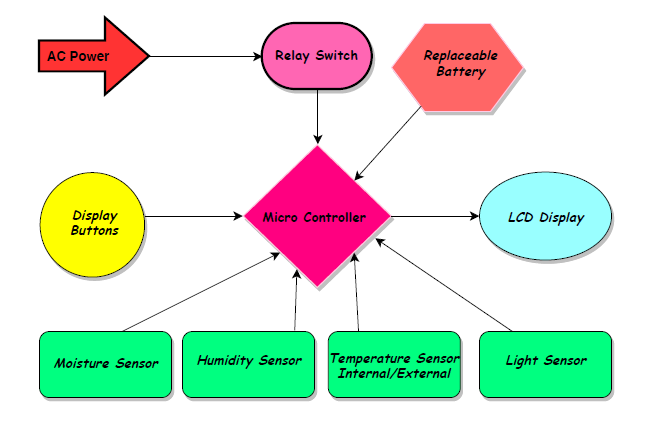 AC Power
Relay Switch
Replaceable
Battery
Display
Buttons
Micro Controller
LCD Display
Moisture Sensor
Humidity Sensor
Temperature Sensor
Internal/External
Light Sensor